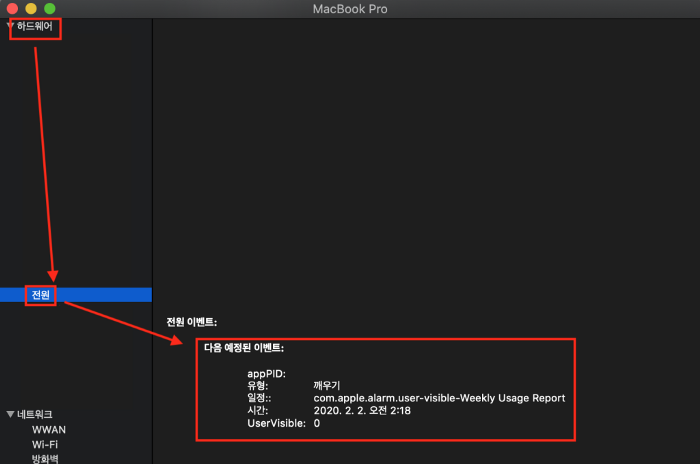 MacBook Pro
하드웨어
전원
네트워크
WWAN
Wi-Fi
방화벽
전원 이벤트:
다음 예정된 이벤트:
appPID:
유형: 깨우기
일정:: com.apple.alarm.user-visible-Weekly Usage Report
시간: 2020. 2. 2. 오전 2:18
UserVisible: 0